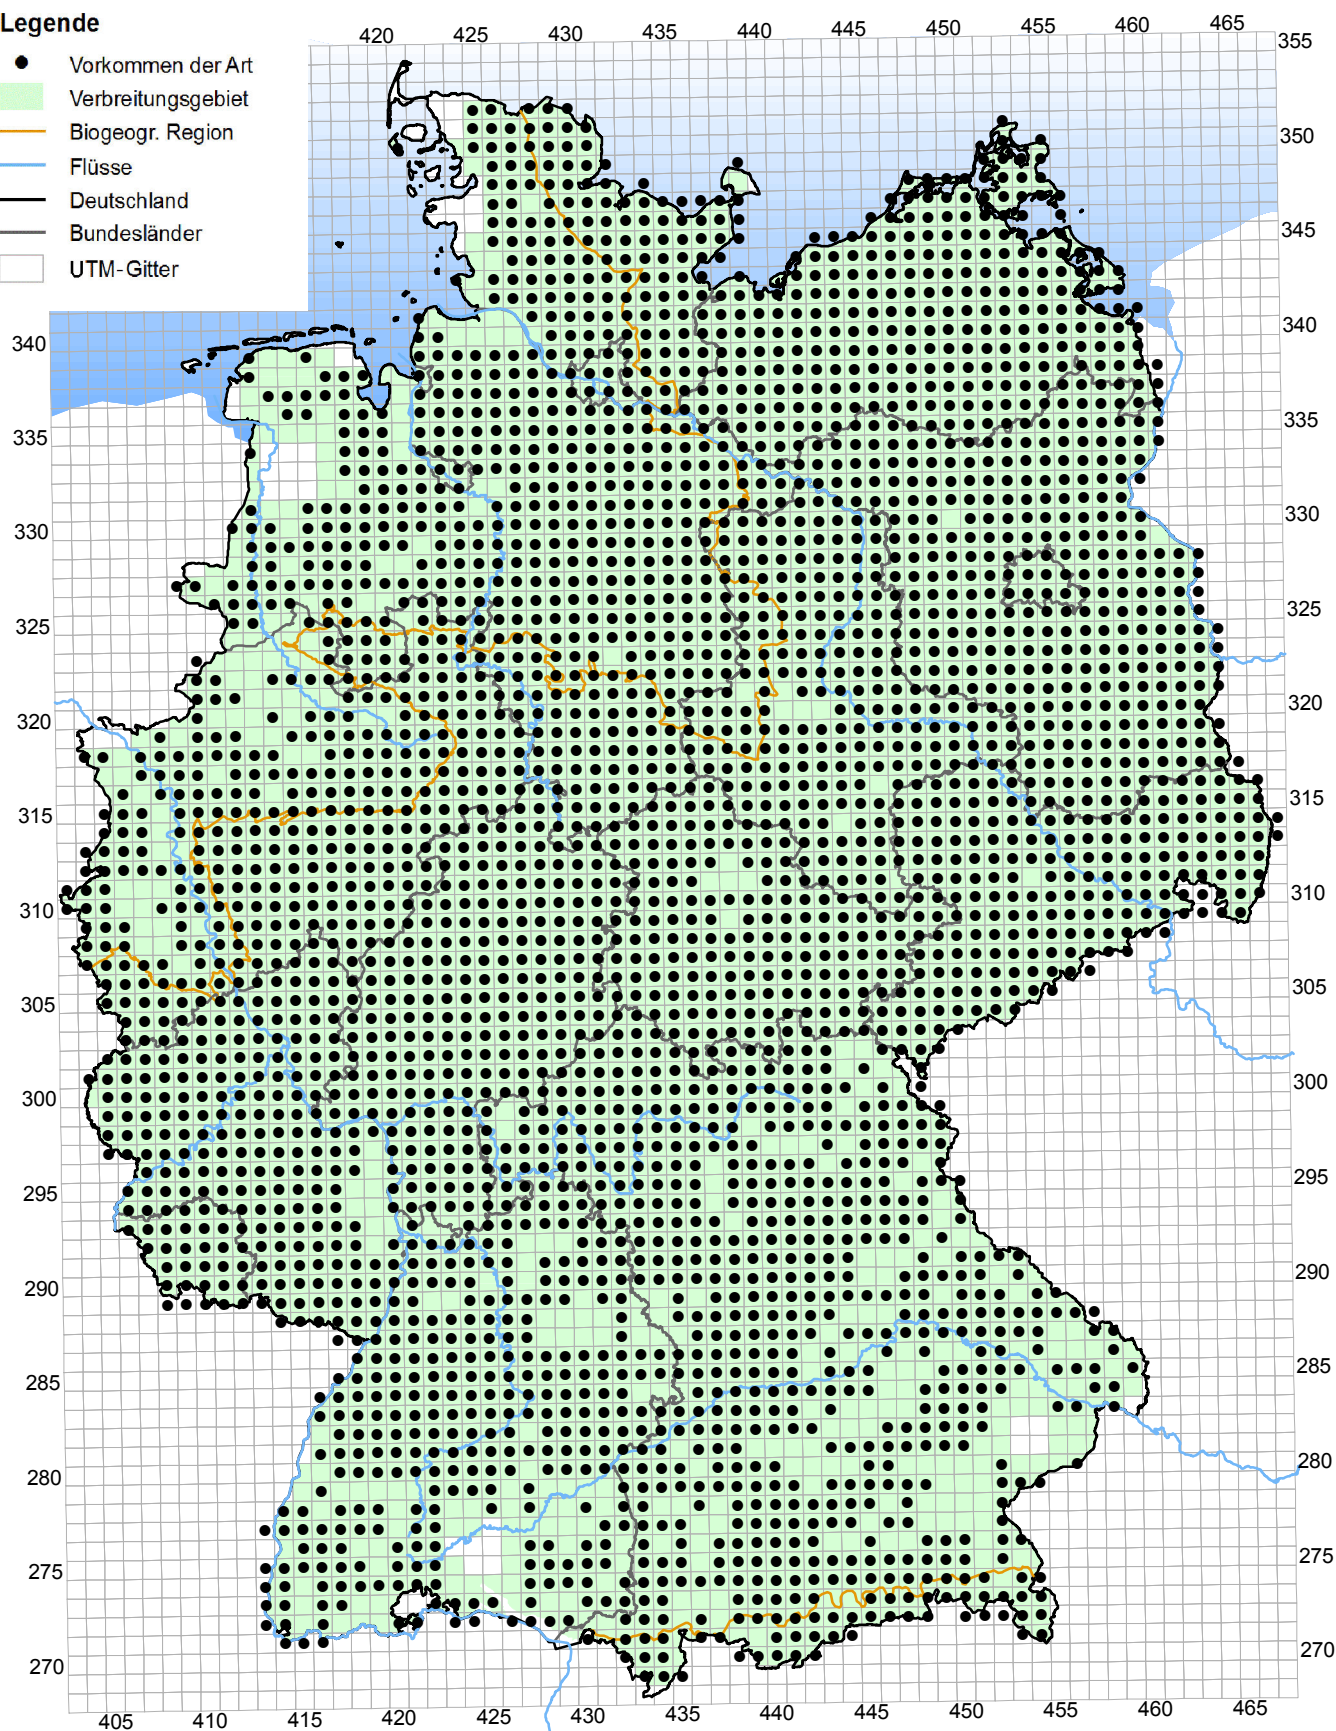 Legende
Vorkommen der Art
Verbreitungsgebiet
Biogeogr. Region
Flüsse
Deutschland
Bundesländer
UTM-Gitter
420 425 430 435 440 445 450 455 460 465
355
350
345
340 340
335 335
330 330
325 325
320 320
315 315
310 310
305 305
300 300
295 295
290 290
285 285
280 280
275 275
270 270
405 410 415 420 425 430 435 440 445 450 455 460 465